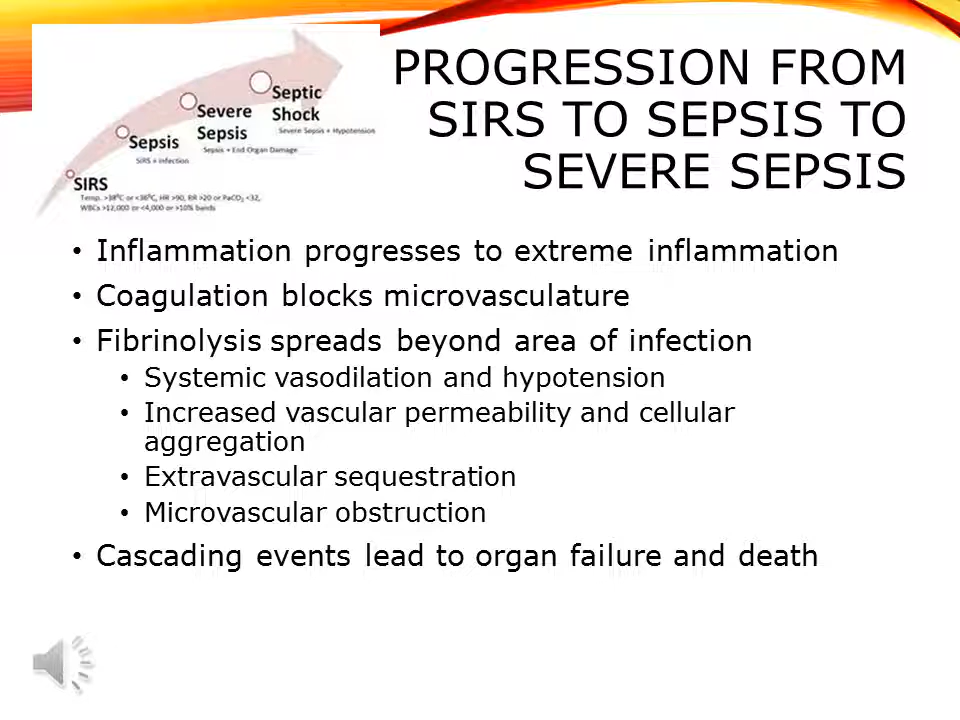 PROGRESSION FROM
SIRS TO SEPSIS TO
SEVERE SEPSIS
Septic
Shock
Severe Sepsis + Hypotension
Severe
Sepsis
Sepsis + End Organ Damage
Sepsis
SIRS + Infection
SIRS
Temp. >38⁰C or <36⁰C, HR >90, RR >20 or PaCO₂ <32,
WBCs >12,000 or <4,000 or >10% bands
• Inflammation progresses to extreme inflammation
• Coagulation blocks microvasculature
• Fibrinolysis spreads beyond area of infection
• Systemic vasodilation and hypotension
• Increased vascular permeability and cellular
aggregation
• Extravascular sequestration
• Microvascular obstruction
• Cascading events lead to organ failure and death